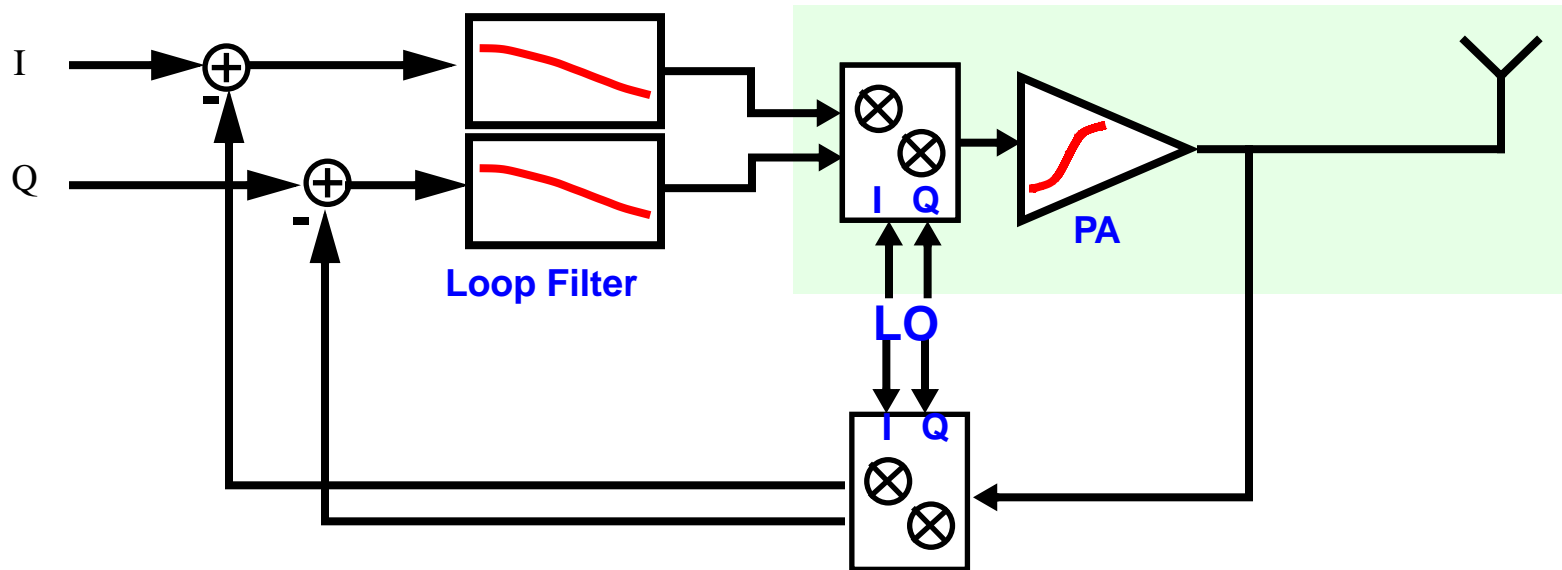 I
-
Q
-
Loop Filter
I Q
PA
LO
I Q